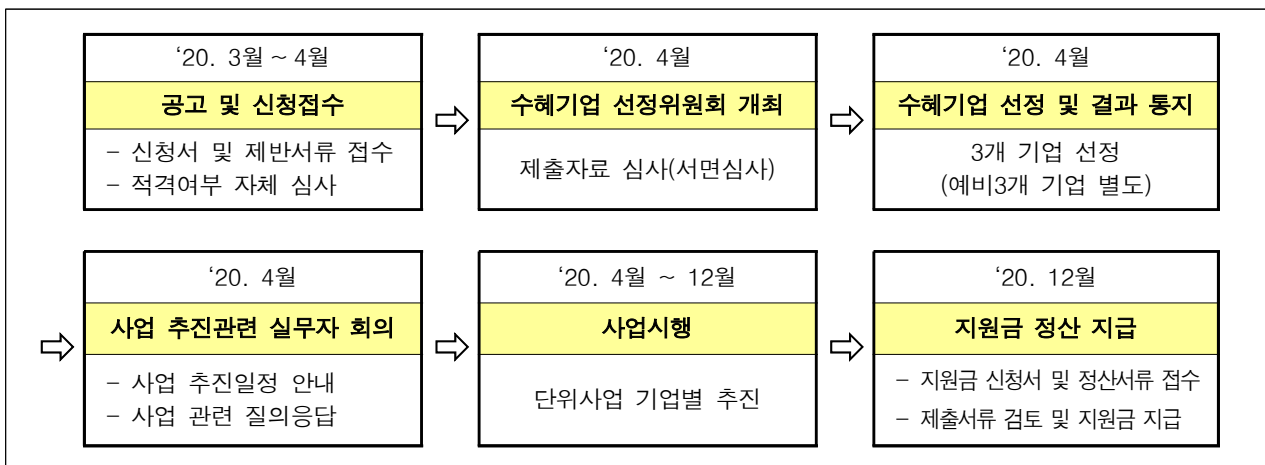 ‘20. 3월 ~ 4월
공고 및 신청접수
– 신청서 및 제반서류 접수
– 적격여부 자체 심사
‘20. 4월
수혜기업 선정위원회 개최
제출자료 심사(서면심사)
‘20. 4월
수혜기업 선정 및 결과 통지
3개 기업 선정
(예비3개 기업 별도)
‘20. 4월
사업 추진관련 실무자 회의
– 사업 추진일정 안내
– 사업 관련 질의응답
‘20. 4월 ~ 12월
사업시행
단위사업 기업별 추진
‘20. 12월
지원금 정산 지급
– 지원금 신청서 및 정산서류 접수
– 제출서류 검토 및 지원금 지급